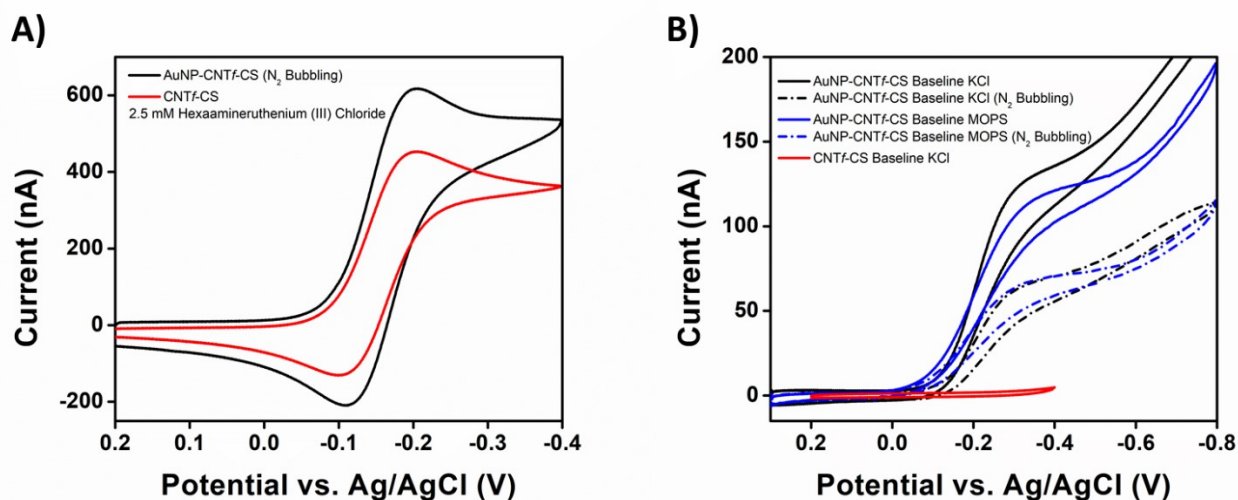 A)
AuNP-CNTf-CS (N2 Bubbling)
CNTf-CS
2.5 mM Hexaamineruthenium (III) Chloride
600
400
200
0
-200
0.2 0.1 0.0 -0.1 -0.2 -0.3 -0.4
Current (nA)
Potential vs. Ag/AgCl (V)
B)
AuNP-CNTf-CS Baseline KCl
AuNP-CNTf-CS Baseline KCl (N2 Bubbling)
AuNP-CNTf-CS Baseline MOPS
AuNP-CNTf-CS Baseline MOPS (N2 Bubbling)
CNTf-CS Baseline KCl
200
150
100
50
0
0.2 0.0 -0.2 -0.4 -0.6 -0.8
Current (nA)
Potential vs. Ag/AgCl (V)